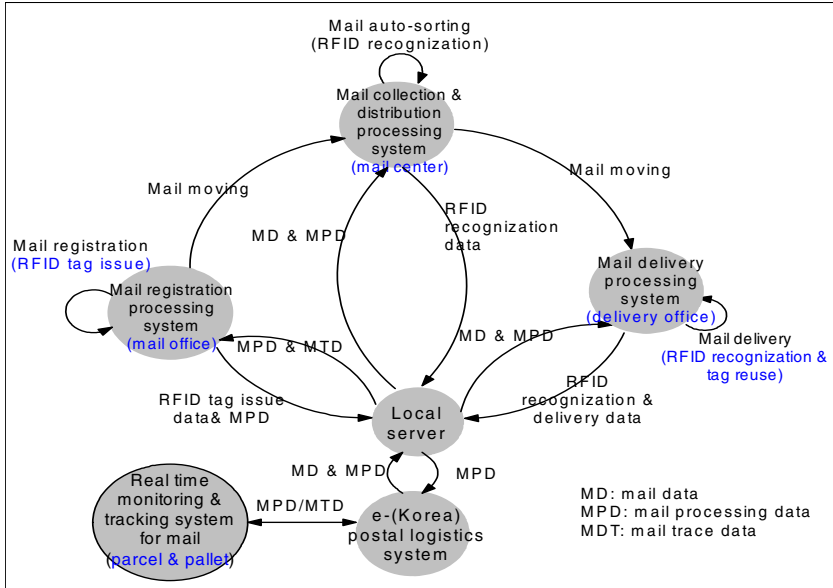 Mail auto-sorting
(RFID recognization)
Mail collection &
distribution
processing
system
(mail center)
Mail moving
Mail moving
MD & MPD
RFID
recognization
data
Mail registration
(RFID tag issue)
Mail registration
processing
system
(mail office)
Mail delivery
processing
system
(delivery office)
Mail delivery
(RFID recognization &
tag reuse)
MPD & MTD
MD & MPD
RFID tag issue
data& MPD
RFID
recognization &
delivery data
Local
server
MD & MPD
MPD
Real time
monitoring &
tracking system
for mail
(parcel & pallet)
MPD/MTD
e-(Korea)
postal logistics
system
MD: mail data
MPD: mail processing data
MDT: mail trace data